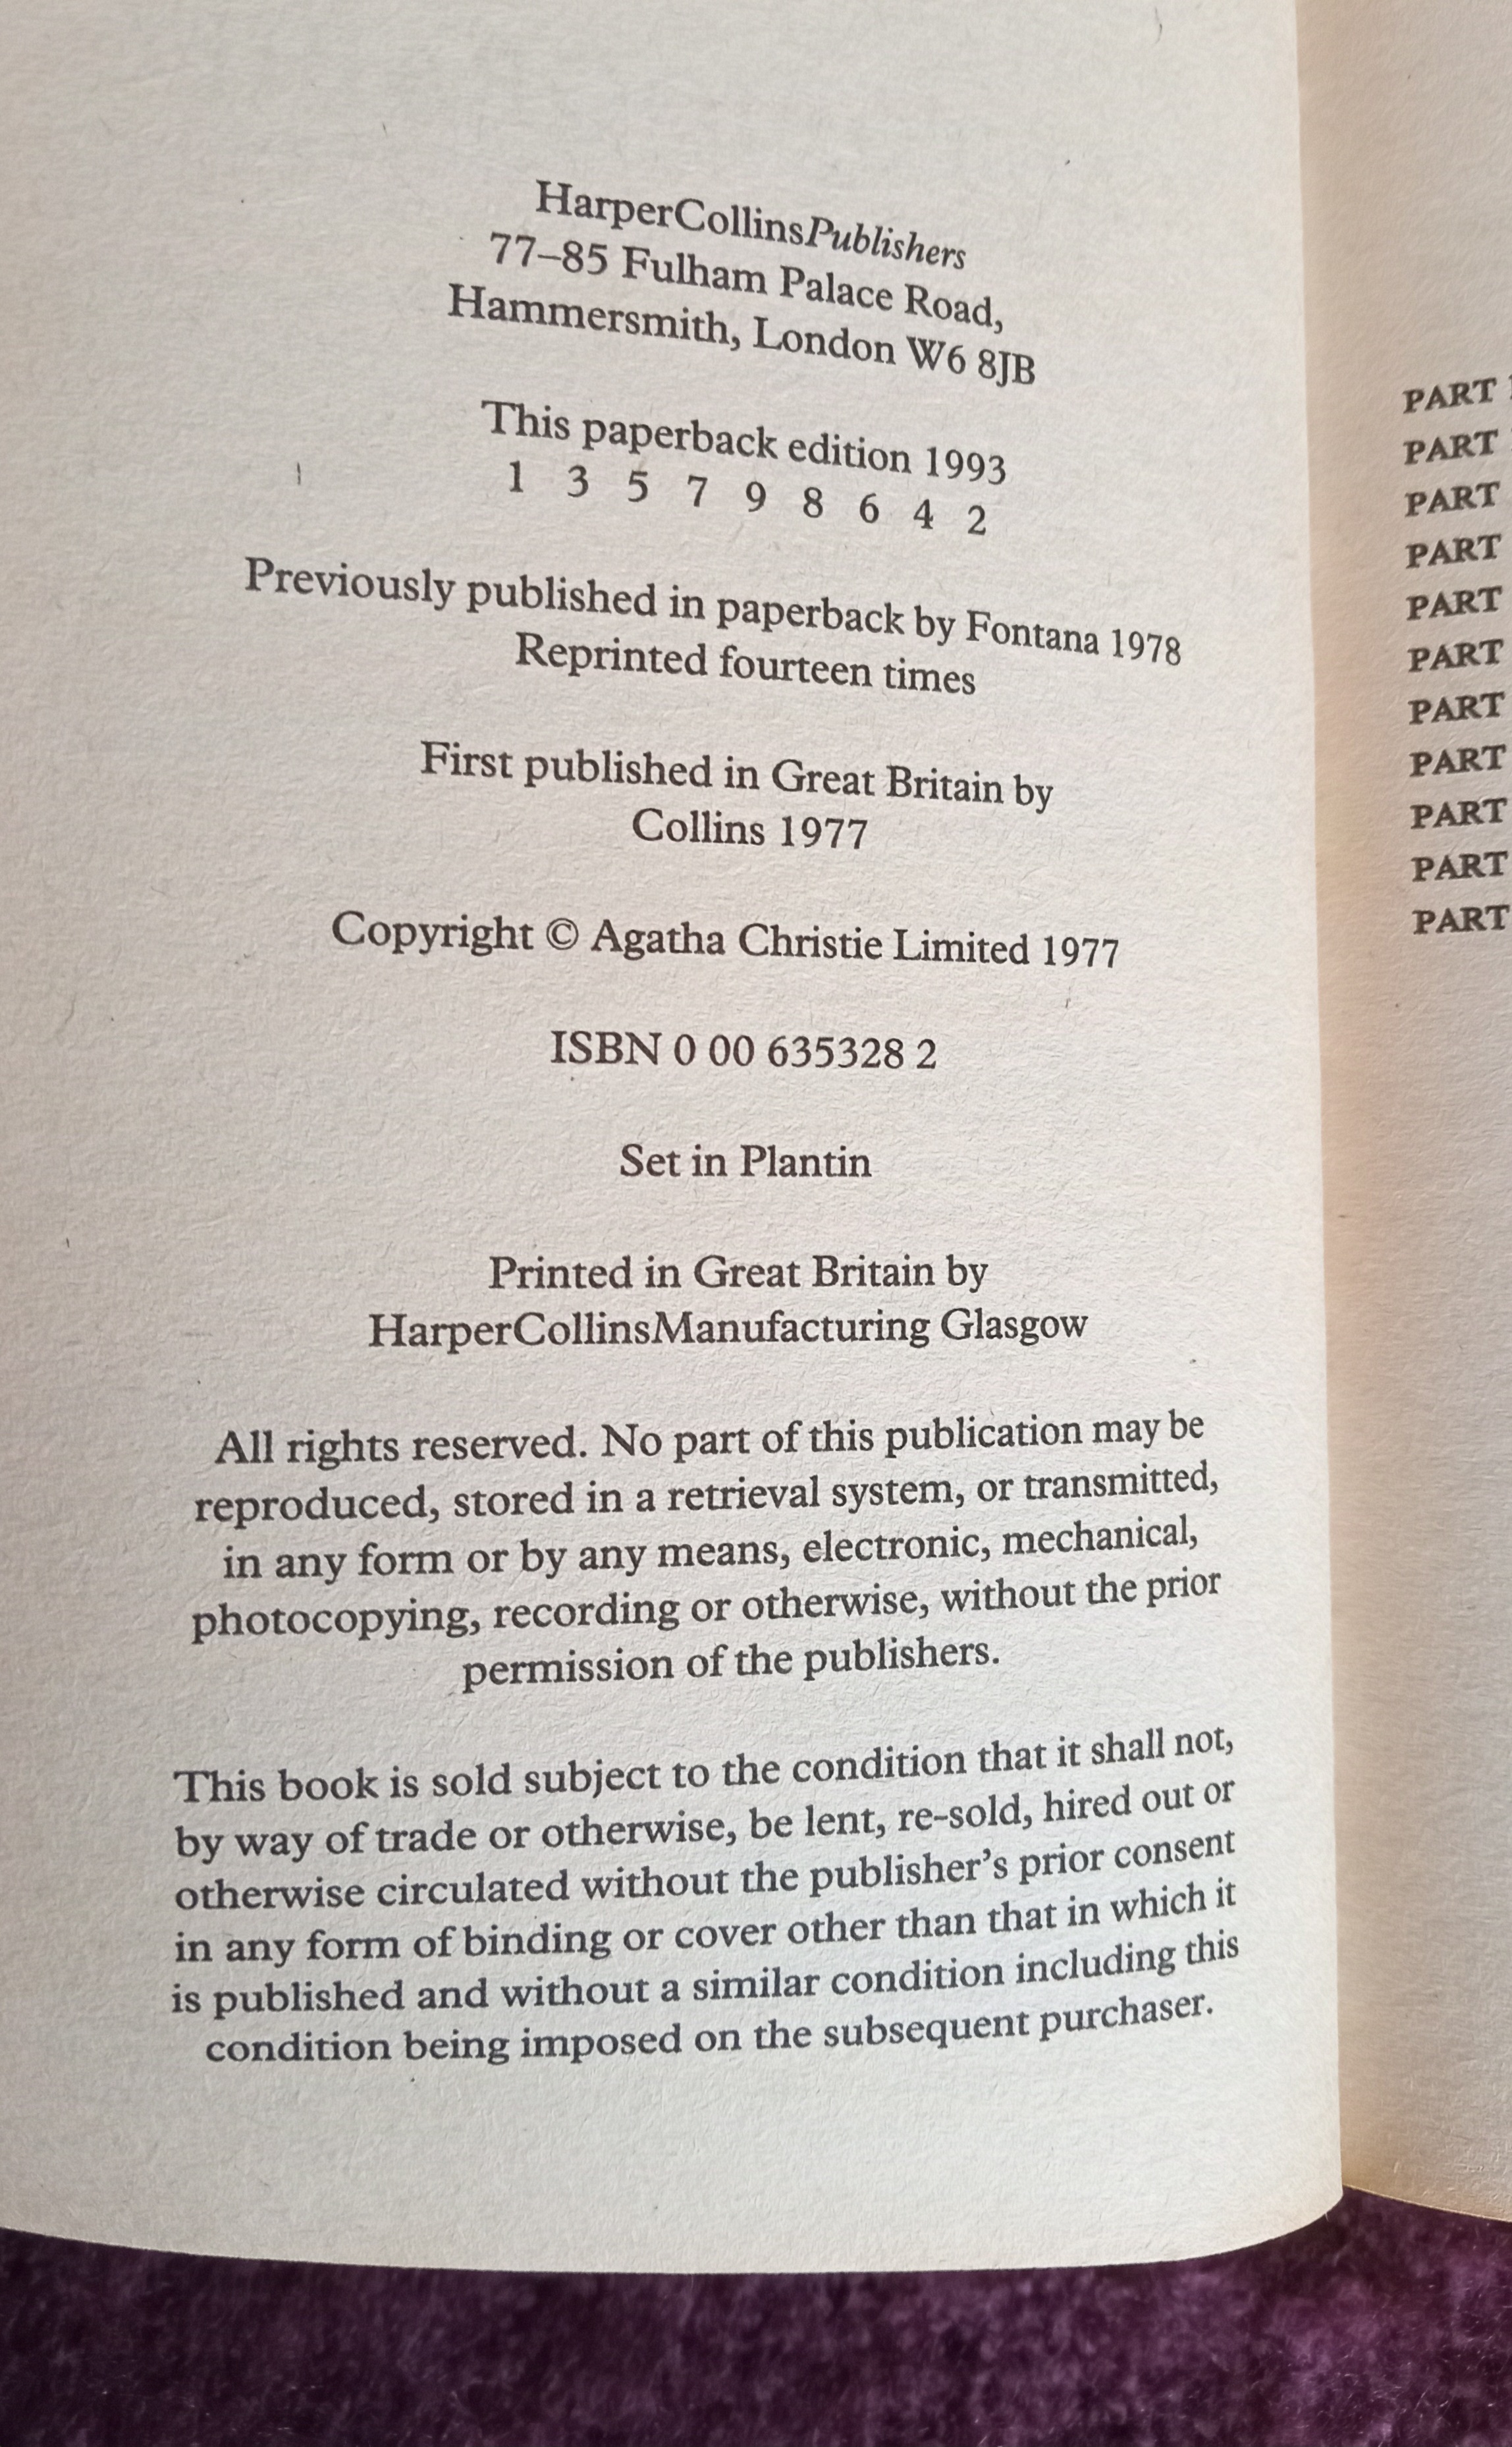 HarperCollinsPublishers
77–85 Fulham Palace Road,
Hammersmith, London W6 8JB
This paperback edition 1993
1 3 5 7 9 8 6 4 2
Previously published in paperback by Fontana 1978
Reprinted fourteen times
First published in Great Britain by
Collins 1977
Copyright © Agatha Christie Limited 1977
ISBN 0 00 635328 2
Set in Plantin
Printed in Great Britain by
HarperCollinsManufacturing Glasgow
All rights reserved. No part of this publication may be
reproduced, stored in a retrieval system, or transmitted,
in any form or by any means, electronic, mechanical,
photocopying, recording or otherwise, without the prior
permission of the publishers.
This book is sold subject to the condition that it shall not,
by way of trade or otherwise, be lent, re-sold, hired out or
otherwise circulated without the publisher's prior consent
in any form of binding or cover other than that in which it
is published and without a similar condition including this
condition being imposed on the subsequent purchaser.
PART
PART
PART
PART
PART
PART
PART
PART
PART
PART
PART